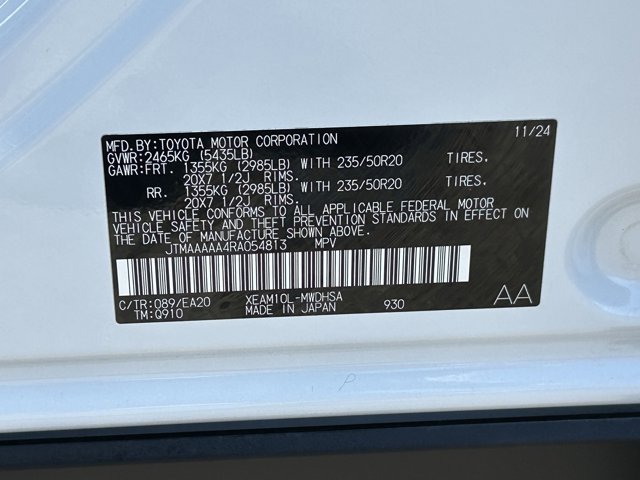 MFD.BY:TOYOTA MOTOR CORPORATION 11/24
GVWR:2465KG (5435LB)
GAWR:FRT. 1355KG (2985LB) WITH 235/50R20 TIRES.
20X7 1/2J RIMS.
RR. 1355KG (2985LB) WITH 235/50R20 TIRES.
20X7 1/2J RIMS.
THIS VEHICLE CONFORMS TO ALL APPLICABLE FEDERAL MOTOR
VEHICLE SAFETY AND THEFT PREVENTION STANDARDS IN EFFECT ON
THE DATE OF MANUFACTURE SHOWN ABOVE.
JTMAAAAA4RA054813 MPV
C/TR:089/EA20 XEAM10L-MWDHSA AA
TM:Q910 MADE IN JAPAN 930